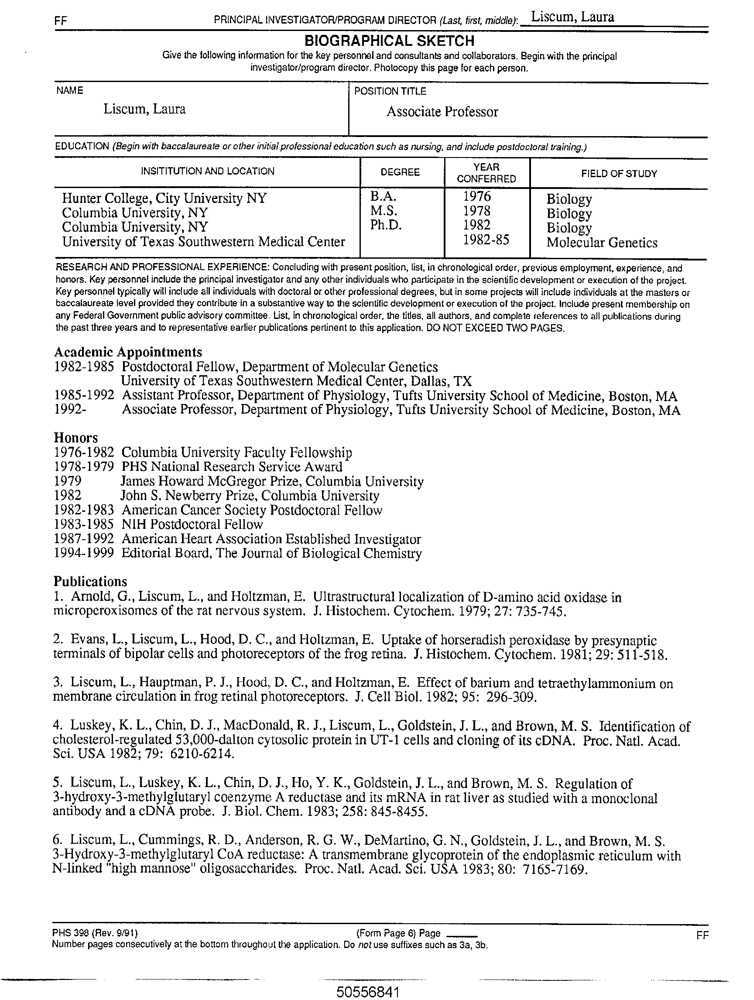 FF PRINCIPAL INVESTIGATOR/PROGRAM DIRECTOR (Last, first, middle): Liscum, Laura
BIOGRAPHICAL SKETCH
Give the following information for the key personnel and consultants and collaborators. Begin with the principal
investigator/program director. Photocopy this page for each person.
NAME POSITION TITLE
Liscum, Laura Associate Professor
EDUCATION (Begin with baccalaureate or other initial professional education such as nursing, and include postdoctoral training.)
INSITITUTION AND LOCATION DEGREE YEAR CONFERRED FIELD OF STUDY
Hunter College, City University NY B.A. 1976 Biology
Columbia University, NY M.S. 1978 Biology
Columbia University, NY Ph.D. 1982 Biology
University of Texas Southwestern Medical Center 1982-85 Molecular Genetics
RESEARCH AND PROFESSIONAL EXPERIENCE: Concluding with present position, list, in chronological order, previous employment, experience, and
honors. Key personnel include the principal investigator and any other individuals who participate in the scientific development or execution of the project.
Key personnel typically will include all individuals with doctoral or other professional degrees, but in some projects will include individuals at the masters or
baccalaureate level provided they contribute in a substantive way to the scientific development or execution of the project. Include present membership on
any Federal Government public advisory committee. List, in chronological order, the titles, all authors, and complete references to all publications during
the past three years and to representative earlier publications pertinent to this application. DO NOT EXCEED TWO PAGES.
Academic Appointments
1982-1985 Postdoctoral Fellow, Department of Molecular Genetics
University of Texas Southwestern Medical Center, Dallas, TX
1985-1992 Assistant Professor, Department of Physiology, Tufts University School of Medicine, Boston, MA
1992- Associate Professor, Department of Physiology, Tufts University School of Medicine, Boston, MA
Honors
1976-1982 Columbia University Faculty Fellowship
1978-1979 PHS National Research Service Award
1979 James Howard McGregor Prize, Columbia University
1982 John S. Newberry Prize, Columbia University
1982-1983 American Cancer Society Postdoctoral Fellow
1983-1985 NIH Postdoctoral Fellow
1987-1992 American Heart Association Established Investigator
1994-1999 Editorial Board, The Journal of Biological Chemistry
Publications
1. Arnold, G., Liscum, L., and Holtzman, E. Ultrastructural localization of D-amino acid oxidase in
microperoxisomes of the rat nervous system. J. Histochem. Cytochem. 1979; 27: 735-745.
2. Evans, L., Liscum, L., Hood, D. C., and Holtzman, E. Uptake of horseradish peroxidase by presynaptic
terminals of bipolar cells and photoreceptors of the frog retina. J. Histochem. Cytochem. 1981; 29: 511-518.
3. Liscum, L., Hauptman, P. J., Hood, D. C., and Holtzman, E. Effect of barium and tetraethylammonium on
membrane circulation in frog retinal photoreceptors. J. Cell Biol. 1982; 95: 296-309.
4. Luskey, K. L., Chin, D. J., MacDonald, R. J., Liscum, L., Goldstein, J. L., and Brown, M. S. Identification of
cholesterol-regulated 53,000-dalton cytosolic protein in UT-1 cells and cloning of its cDNA. Proc. Natl. Acad.
Sci. USA 1982; 79: 6210-6214.
5. Liscum, L., Luskey, K. L., Chin, D. J., Ho, Y. K., Goldstein, J. L., and Brown, M. S. Regulation of
3-hydroxy-3-methylglutaryl coenzyme A reductase and its mRNA in rat liver as studied with a monoclonal
antibody and a cDNA probe. J. Biol. Chem. 1983; 258: 845-8455.
6. Liscum, L., Cummings, R. D., Anderson, R. G. W., DeMartino, G. N., Goldstein, J. L., and Brown, M. S.
3-Hydroxy-3-methylglutaryl CoA reductase: A transmembrane glycoprotein of the endoplasmic reticulum with
N-linked "high mannose" oligosaccharides. Proc. Natl. Acad. Sci. USA 1983; 80: 7165-7169.
PHS 398 (Rev. 9/91) (Form Page 6) Page FF
Number pages consecutively at the bottom throughout the application. Do not use suffixes such as 3a, 3b.
50556841